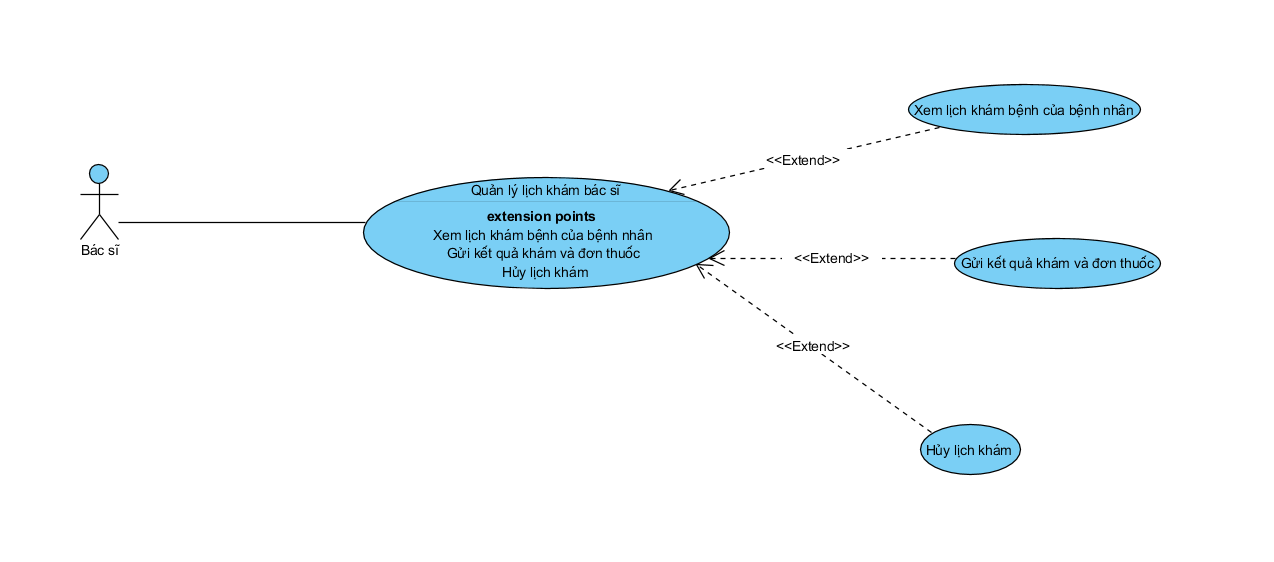 Xem lịch khám bệnh của bệnh nhân
<<Extend>>
Quản lý lịch khám bác sĩ
extension points
Xem lịch khám bệnh của bệnh nhân
Gửi kết quả khám và đơn thuốc
Hủy lịch khám
Bác sĩ
<<Extend>>
Gửi kết quả khám và đơn thuốc
<<Extend>>
Hủy lịch khám